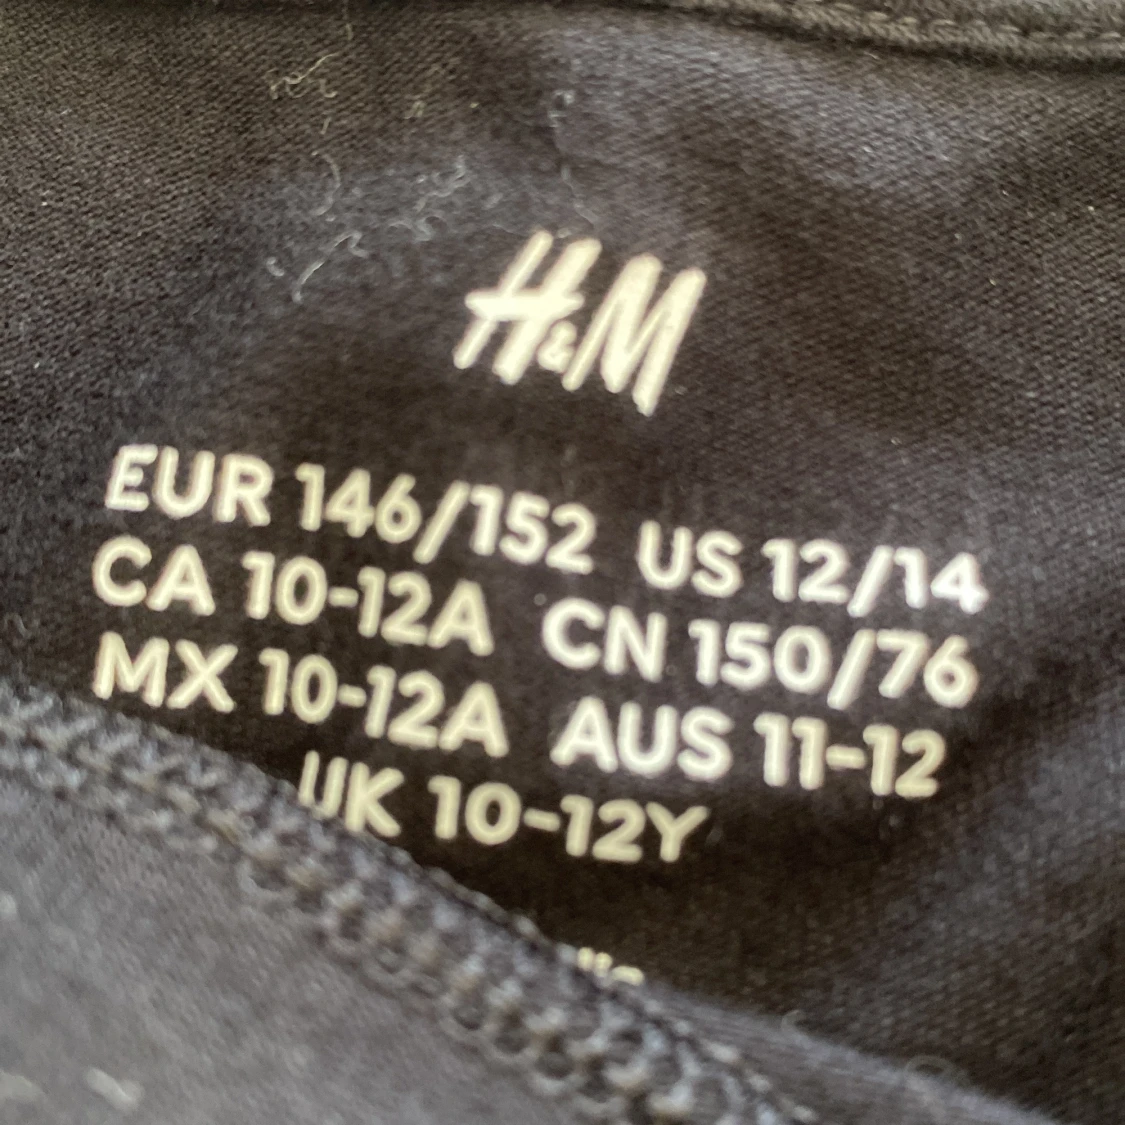 H&M
EUR 146/152 US 12/14
CA 10-12A CN 150/76
MX 10-12A AUS 11-12
UK 10-12Y